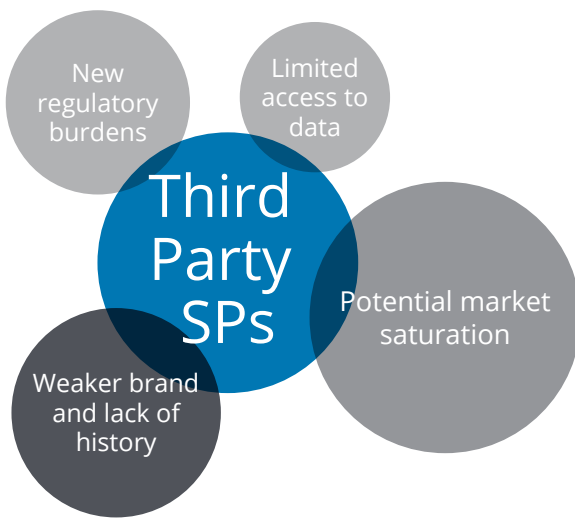 New
regulatory
burdens
Limited
access to
data
Third
Party
SPs
Potential market
saturation
Weaker brand
and lack of
history